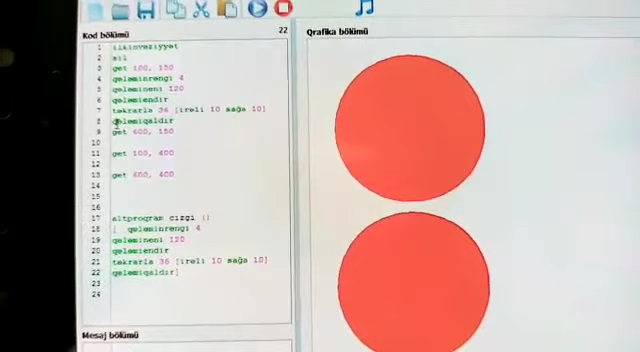 Kod bölümü
22
Qrafika bölümü
1 ilkinvəziyyət
2 sil
3 get 100, 150
4 qələminrəngi 4
5 qələmineni 120
6 qələmiendir
7 təkrarla 36 [irəli 10 sağa 10]
8 qələmiqaldır
9 get 600, 150
10
11 get 100, 400
12
13 get 600, 400
14
15
16
17 altproqram cizgi ()
18 [ qələminrəngi 4
19 qələmineni 120
20 qələmiendir
21 təkrarla 36 [irəli 10 sağa 10]
22 qələmiqaldır]
23
24
Mesaj bölümü